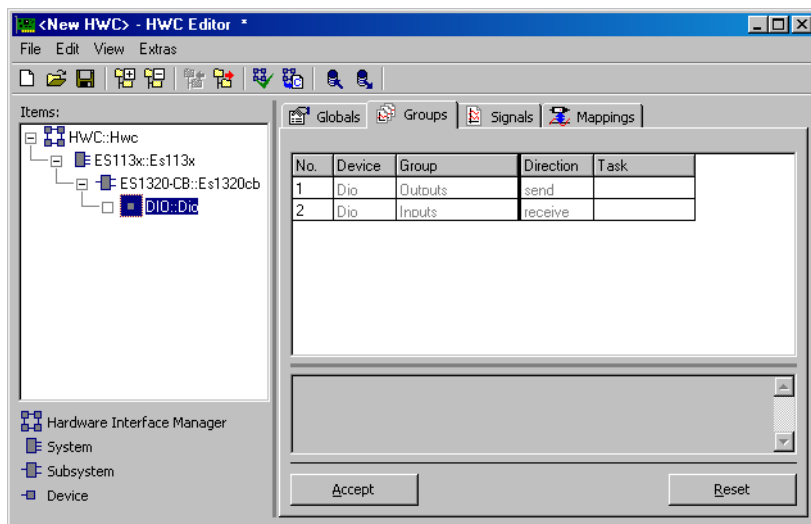 <New HWC> - HWC Editor *
File Edit View Extras
Items:
HWC::Hwc
ES113x::Es113x
ES1320-CB::Es1320cb
DIO::Dio
Hardware Interface Manager
System
Subsystem
Device
Globals Groups Signals Mappings
No. Device Group Direction Task
1 Dio Outputs send
2 Dio Inputs receive
Accept Reset